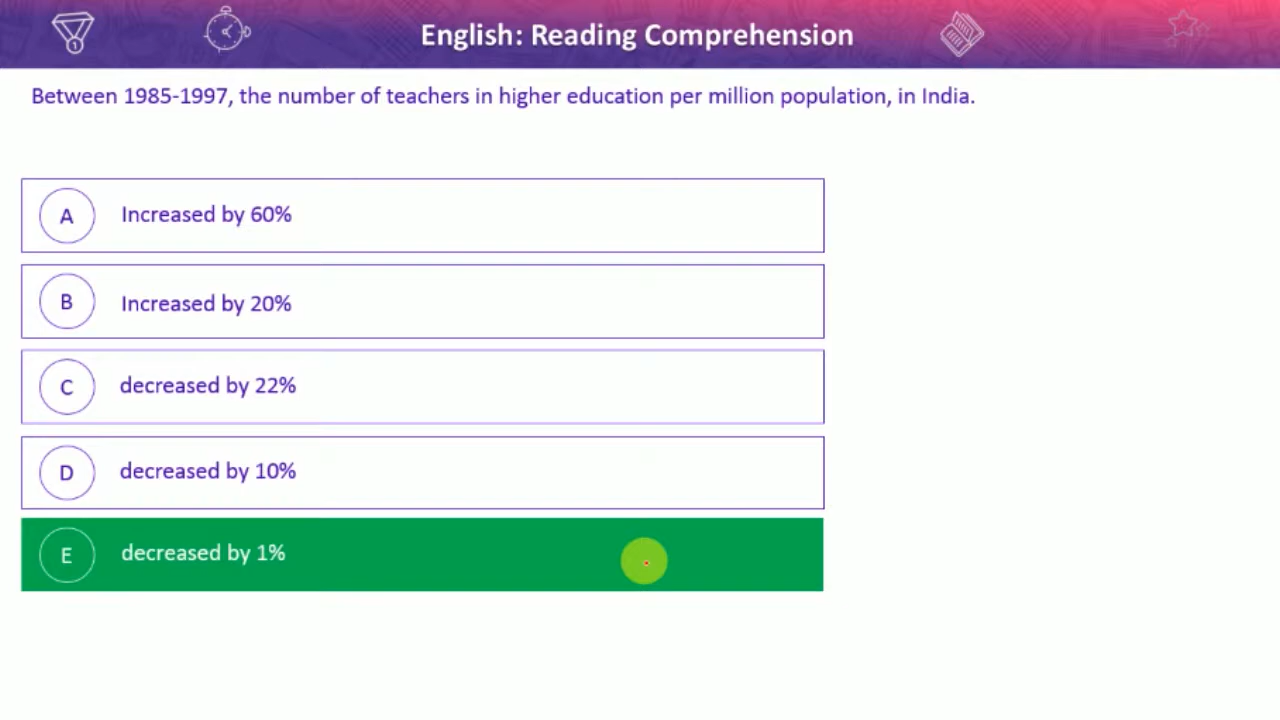 English: Reading Comprehension
Between 1985-1997, the number of teachers in higher education per million population, in India.
A Increased by 60%
B Increased by 20%
C decreased by 22%
D decreased by 10%
E decreased by 1%